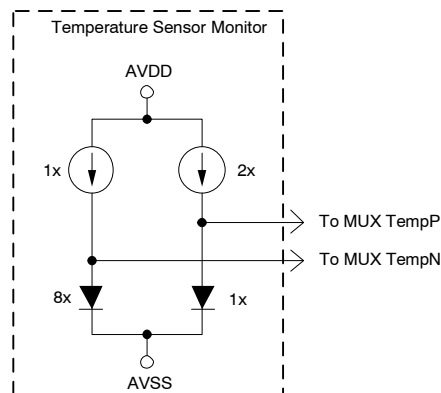 Temperature Sensor Monitor
AVDD
1x
2x
To MUX TempP
To MUX TempN
8x
1x
AVSS